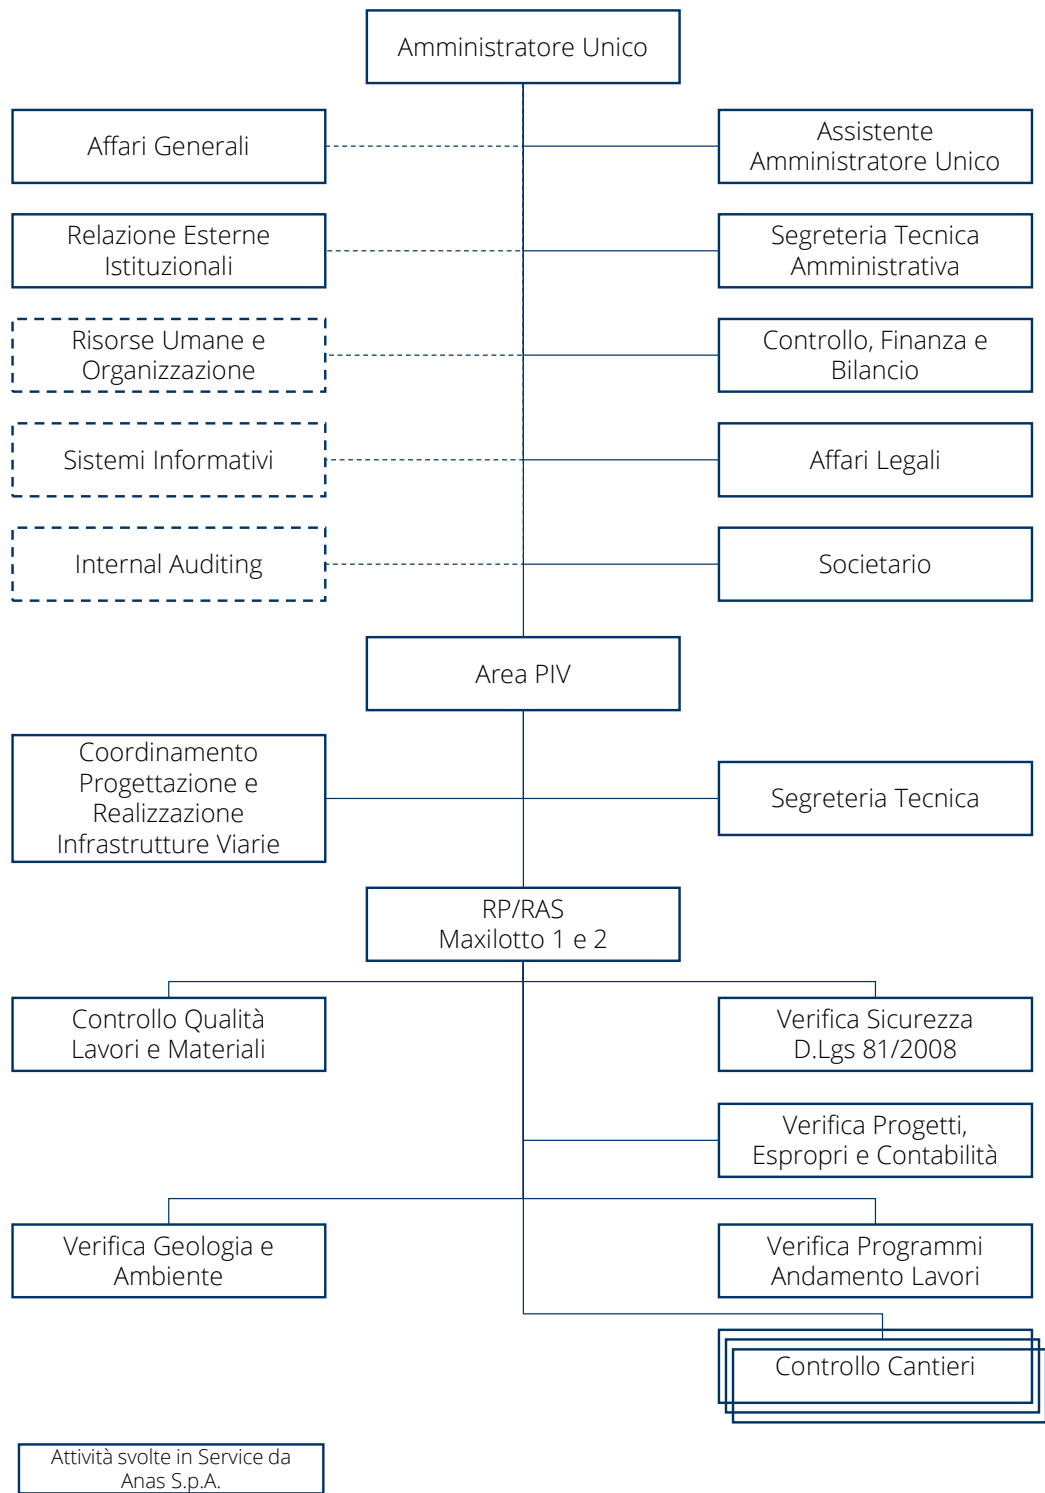 Amministratore Unico
Affari Generali
Assistente
Amministratore Unico
Relazione Esterne
Istituzionali
Segreteria Tecnica
Amministrativa
Risorse Umane e
Organizzazione
Controllo, Finanza e
Bilancio
Sistemi Informativi
Affari Legali
Internal Auditing
Societario
Area PIV
Coordinamento
Progettazione e
Realizzazione
Infrastrutture Viarie
Segreteria Tecnica
RP/RAS
Maxilotto 1 e 2
Controllo Qualità
Lavori e Materiali
Verifica Sicurezza
D.Lgs 81/2008
Verifica Progetti,
Espropri e Contabilità
Verifica Geologia e
Ambiente
Verifica Programmi
Andamento Lavori
Controllo Cantieri
Attività svolte in Service da
Anas S.p.A.